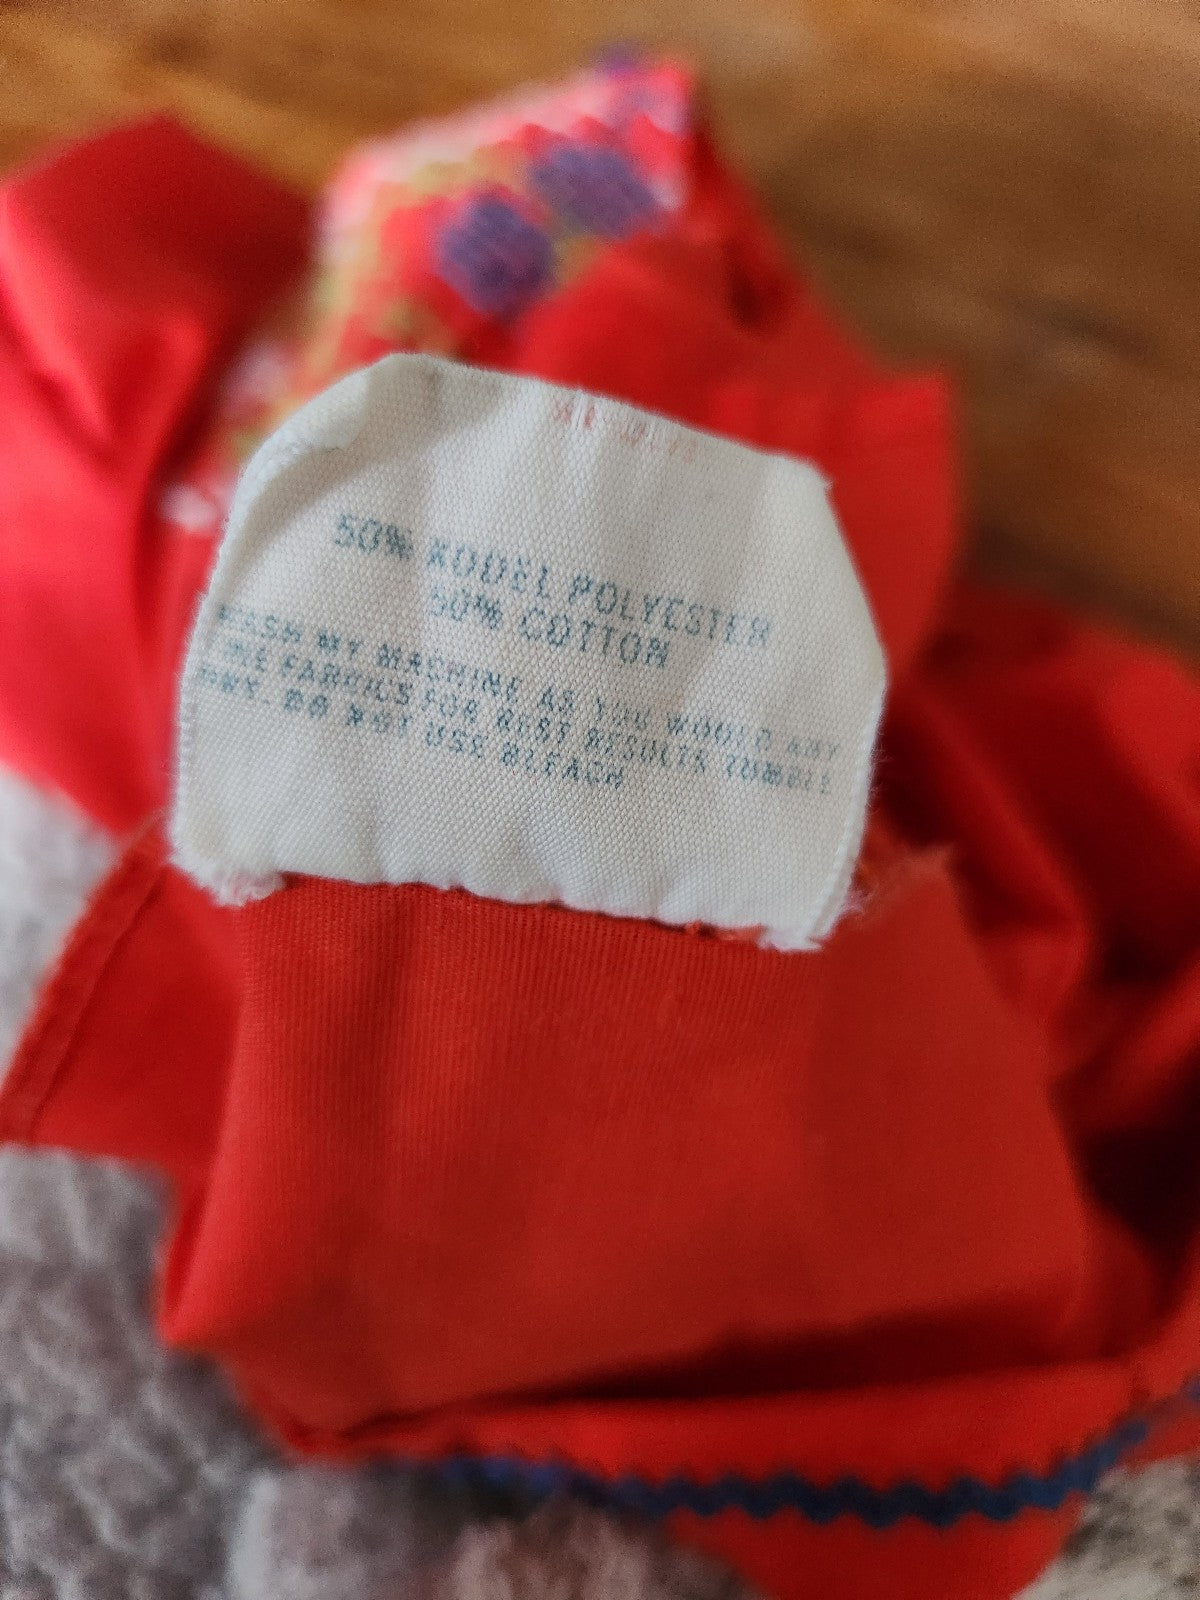 50% KODEL POLYESTER
50% COTTON
WASH MY MACHINE AS YOU WOULD ANY
FINE FABRICS FOR BEST RESULTS TUMBLE
DRY. DO NOT USE BLEACH